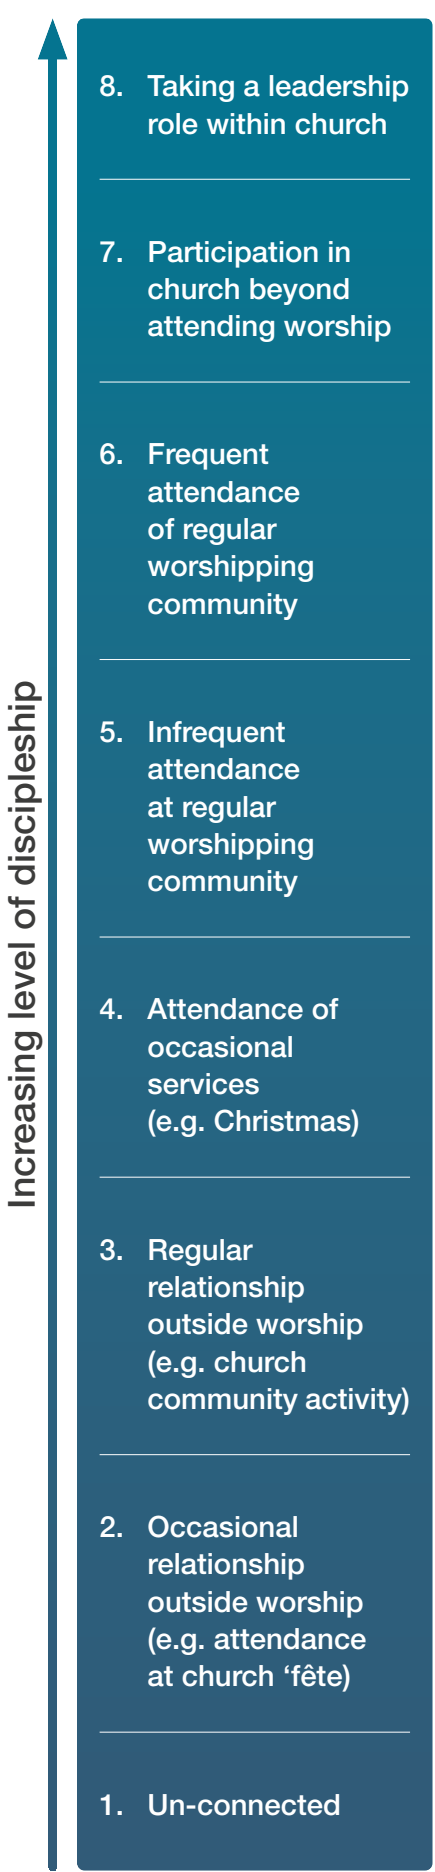 Increasing level of discipleship
8. Taking a leadership
role within church
7. Participation in
church beyond
attending worship
6. Frequent
attendance
of regular
worshipping
community
5. Infrequent
attendance
at regular
worshipping
community
4. Attendance of
occasional
services
(e.g. Christmas)
3. Regular
relationship
outside worship
(e.g. church
community activity)
2. Occasional
relationship
outside worship
(e.g. attendance
at church ‘fête)
1. Un-connected